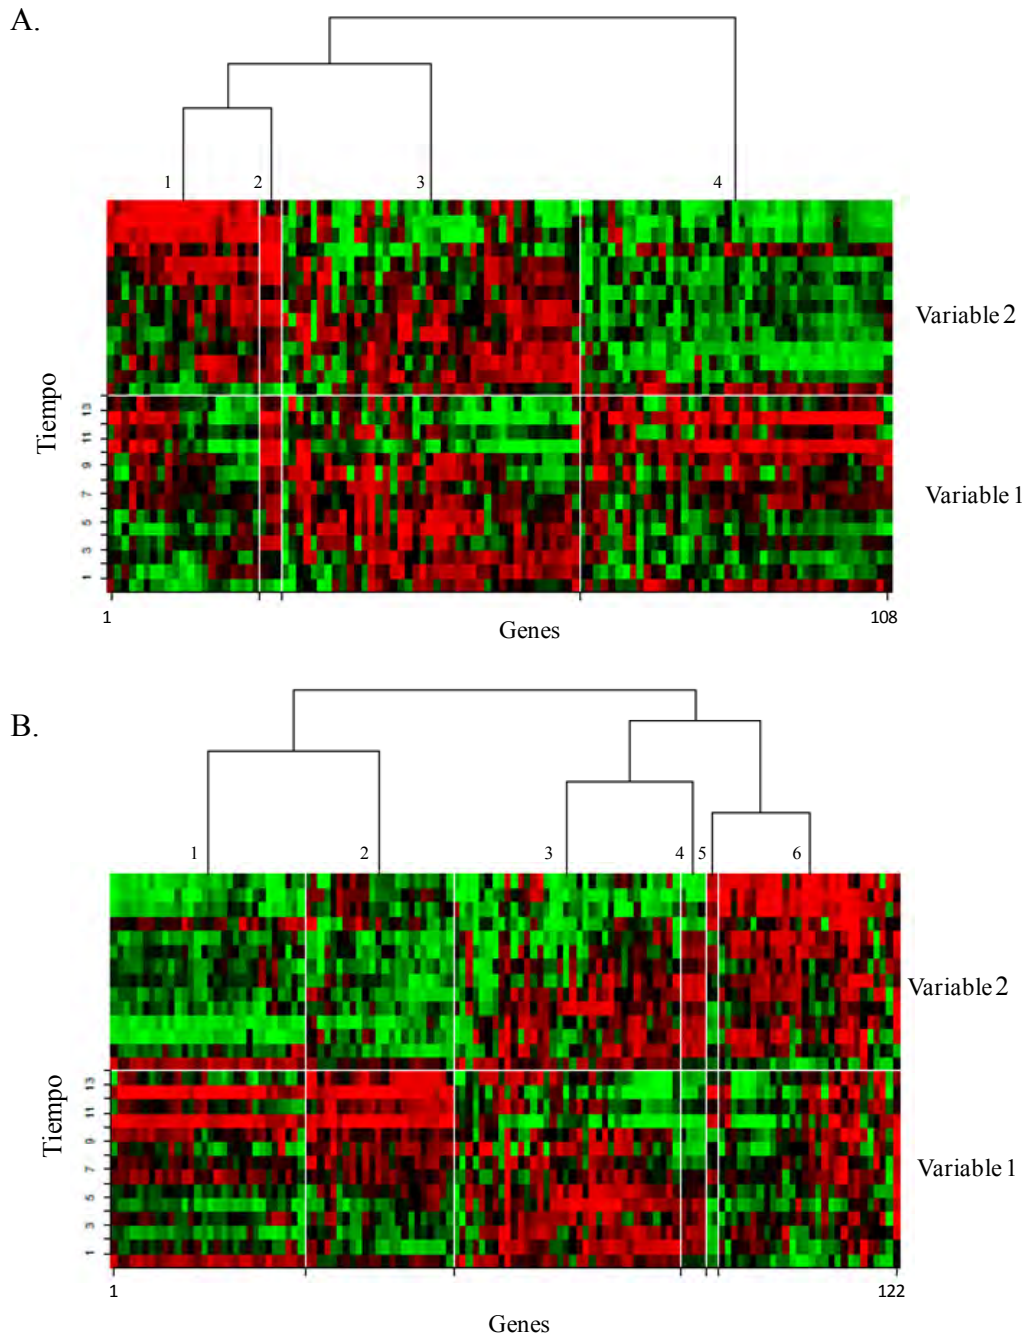 A.
1 2 3 4
Variable 2
Variable 1
Tiempo
13
11
9
7
5
3
1
1 108
Genes
B.
1 2 3 4 5 6
Variable 2
Variable 1
Tiempo
13
11
9
7
5
3
1
1 122
Genes